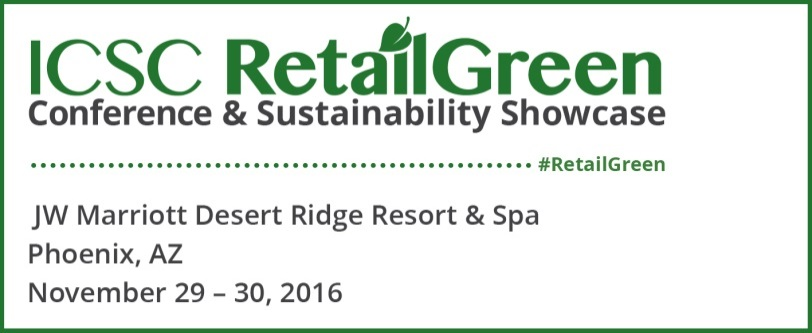 ICSC RetailGreen
Conference & Sustainability Showcase
#RetailGreen
JW Marriott Desert Ridge Resort & Spa
Phoenix, AZ
November 29 – 30, 2016